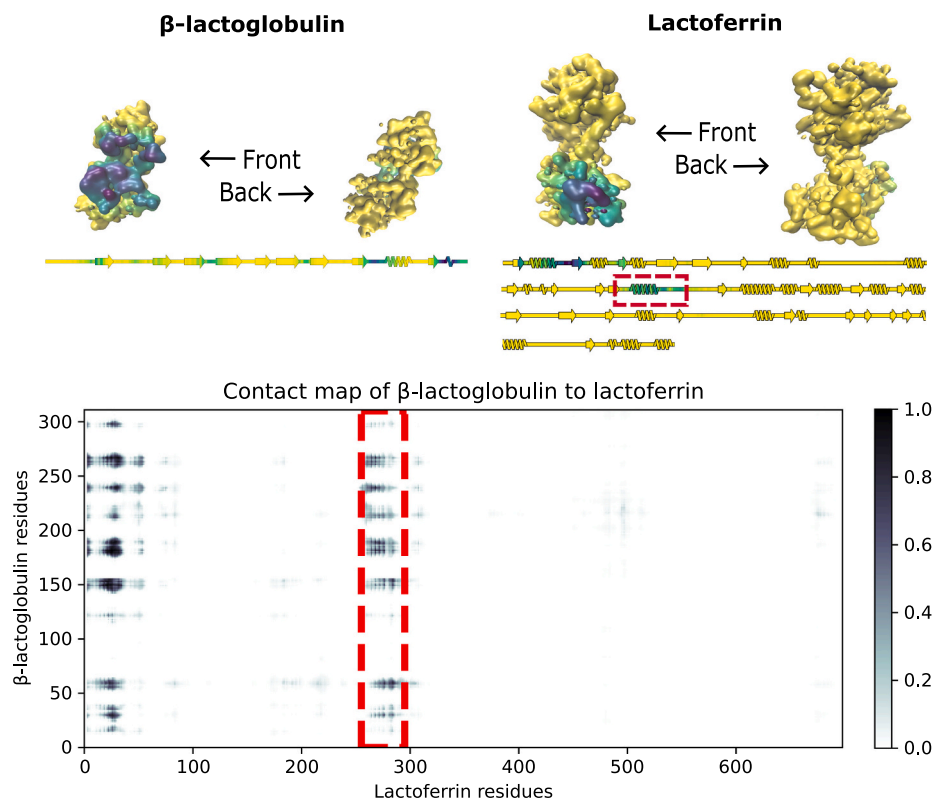 β-lactoglobulin
Lactoferrin
← Front
Back →
← Front
Back →
Contact map of β-lactoglobulin to lactoferrin
β-lactoglobulin residues
300
250
200
150
100
50
0
0 100 200 300 400 500 600
Lactoferrin residues
1.0
0.8
0.6
0.4
0.2
0.0